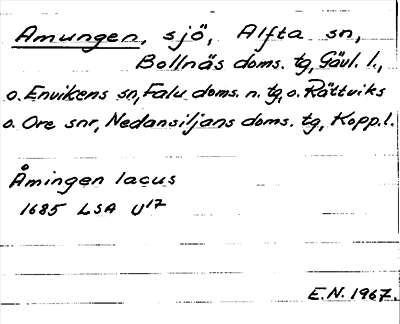 Amungen, sjö, Alfta sn,
Bollnäs doms. tg, Gävl. l.,
o. Envikens sn, Falu doms. n. tg, o. Rättviks
o. Ore snr, Nedansiljans doms. tg, Kopp. l.
Åmingen lacus
1685 LSA U17
E.N. 1967.